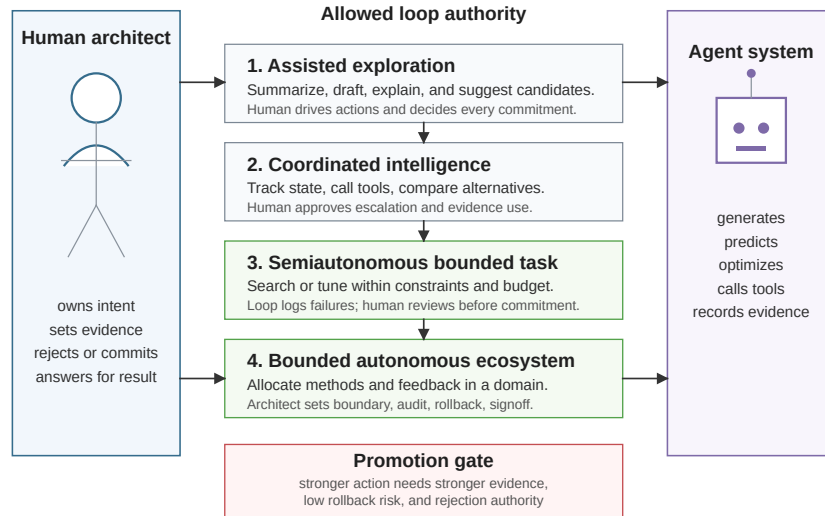 Allowed loop authority
Human architect
owns intent
sets evidence
rejects or commits
answers for result
1. Assisted exploration
Summarize, draft, explain, and suggest candidates.
Human drives actions and decides every commitment.
2. Coordinated intelligence
Track state, call tools, compare alternatives.
Human approves escalation and evidence use.
3. Semiautonomous bounded task
Search or tune within constraints and budget.
Loop logs failures; human reviews before commitment.
4. Bounded autonomous ecosystem
Allocate methods and feedback in a domain.
Architect sets boundary, audit, rollback, signoff.
Promotion gate
stronger action needs stronger evidence,
low rollback risk, and rejection authority
Agent system
generates
predicts
optimizes
calls tools
records evidence